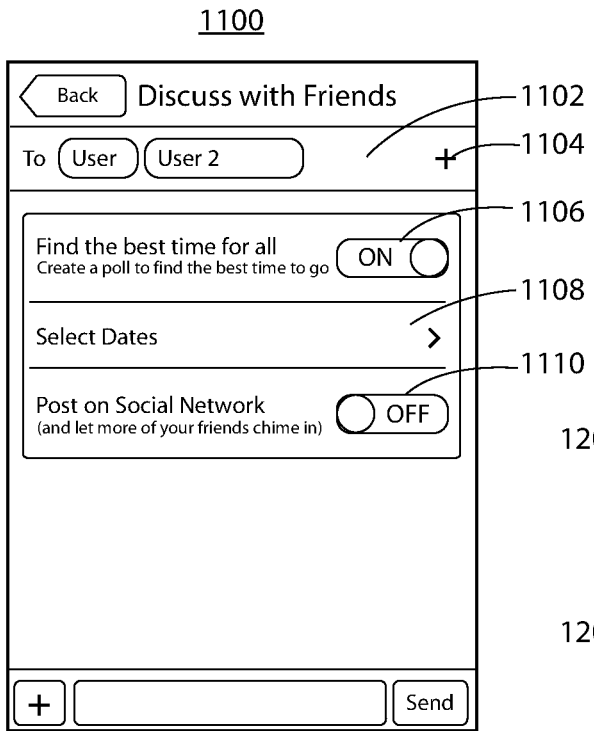 1100
Back Discuss with Friends
1102
To User User 2 +
1104
1106
Find the best time for all
Create a poll to find the best time to go
ON
1108
Select Dates >
1110
Post on Social Network
(and let more of your friends chime in)
OFF
+ Send